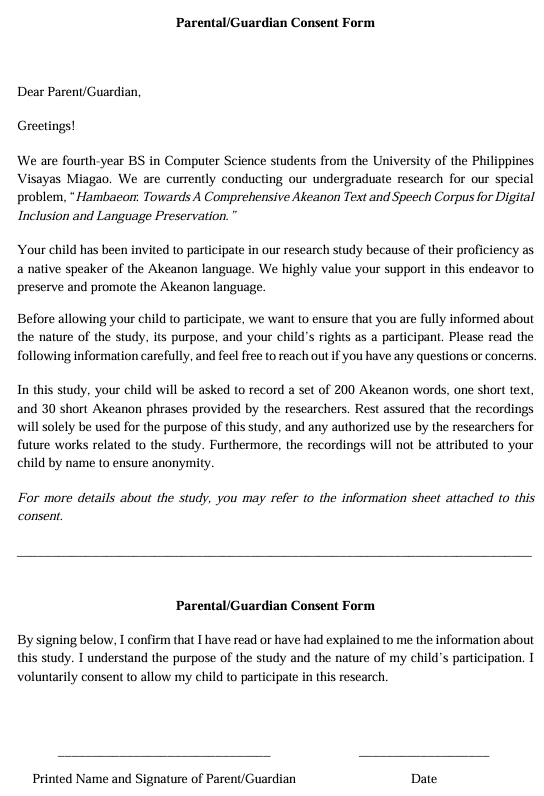 Parental/Guardian Consent Form
Dear Parent/Guardian,
Greetings!
We are fourth-year BS in Computer Science students from the University of the Philippines
Visayas Miagao. We are currently conducting our undergraduate research for our special
problem, “Hambaeon: Towards A Comprehensive Akeanon Text and Speech Corpus for Digital
Inclusion and Language Preservation.”
Your child has been invited to participate in our research study because of their proficiency as
a native speaker of the Akeanon language. We highly value your support in this endeavor to
preserve and promote the Akeanon language.
Before allowing your child to participate, we want to ensure that you are fully informed about
the nature of the study, its purpose, and your child’s rights as a participant. Please read the
following information carefully, and feel free to reach out if you have any questions or concerns.
In this study, your child will be asked to record a set of 200 Akeanon words, one short text,
and 30 short Akeanon phrases provided by the researchers. Rest assured that the recordings
will solely be used for the purpose of this study, and any authorized use by the researchers for
future works related to the study. Furthermore, the recordings will not be attributed to your
child by name to ensure anonymity.
For more details about the study, you may refer to the information sheet attached to this
consent.
Parental/Guardian Consent Form
By signing below, I confirm that I have read or have had explained to me the information about
this study. I understand the purpose of the study and the nature of my child’s participation. I
voluntarily consent to allow my child to participate in this research.
Printed Name and Signature of Parent/Guardian
Date